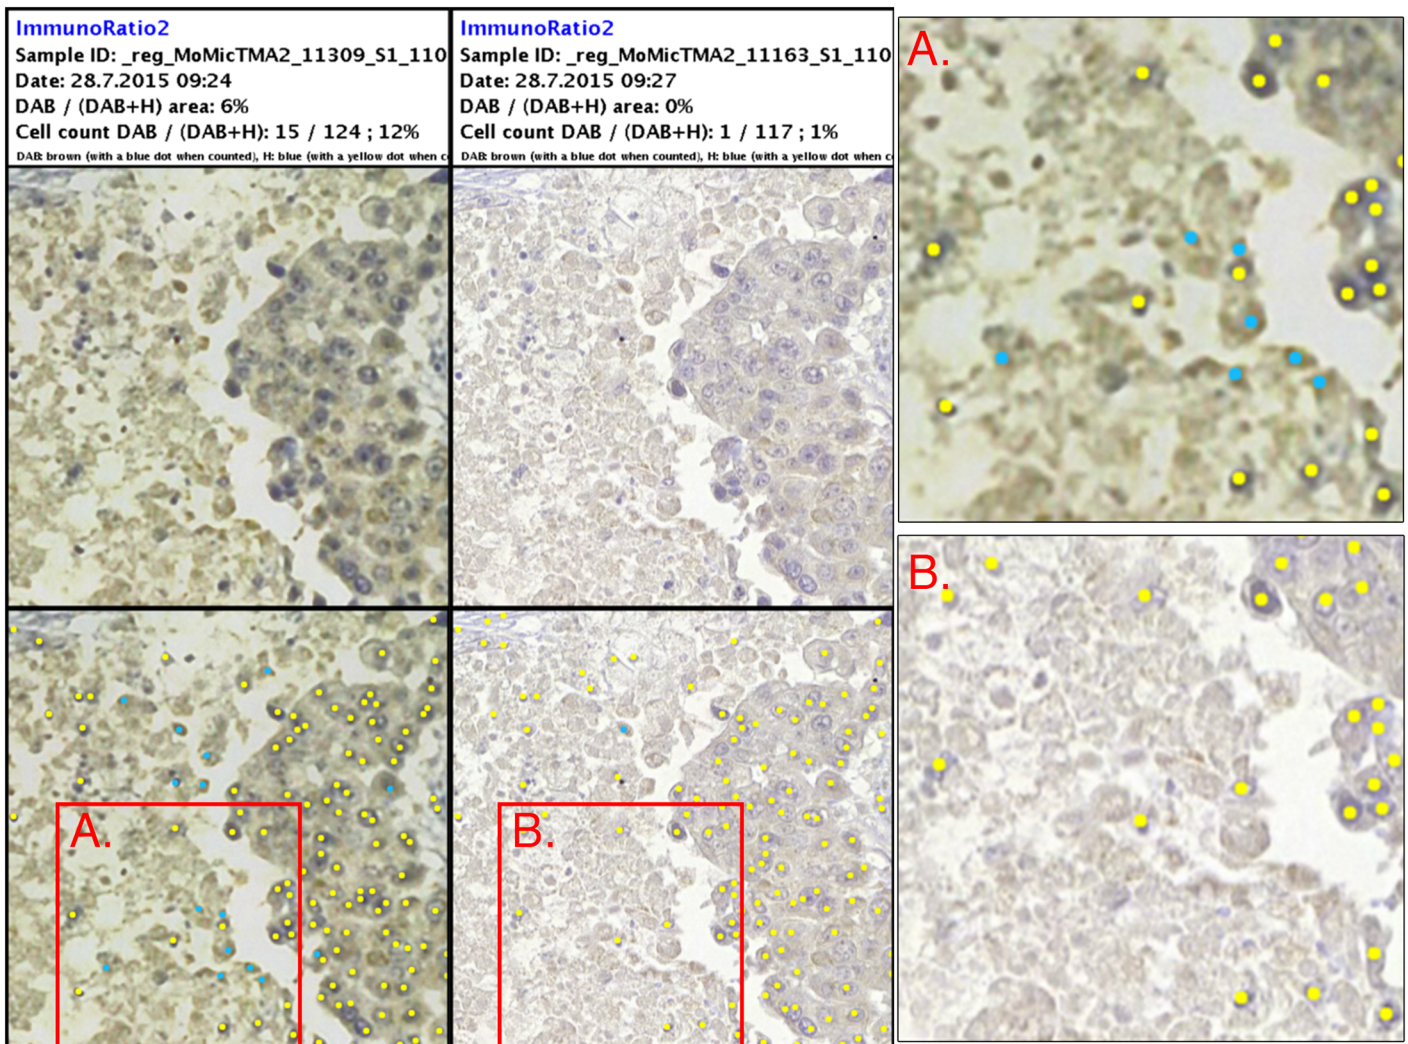 ImmunoRatio2
Sample ID: _reg_MoMicTMA2_11309_S1_110
Date: 28.7.2015 09:24
DAB / (DAB+H) area: 6%
Cell count DAB / (DAB+H): 15 / 124 ; 12%
DAB: brown (with a blue dot when counted), H: blue (with a yellow dot when c
ImmunoRatio2
Sample ID: _reg_MoMicTMA2_11163_S1_110
Date: 28.7.2015 09:27
DAB / (DAB+H) area: 0%
Cell count DAB / (DAB+H): 1 / 117 ; 1%
DAB: brown (with a blue dot when counted), H: blue (with a yellow dot when c
A.
B.
A.
B.